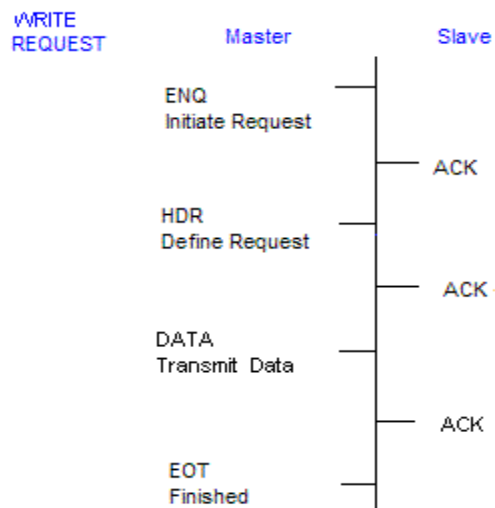 WRITE
REQUEST
Master
Slave
ENQ
Initiate Request
ACK
HDR
Define Request
ACK
DATA
Transmit Data
ACK
EOT
Finished